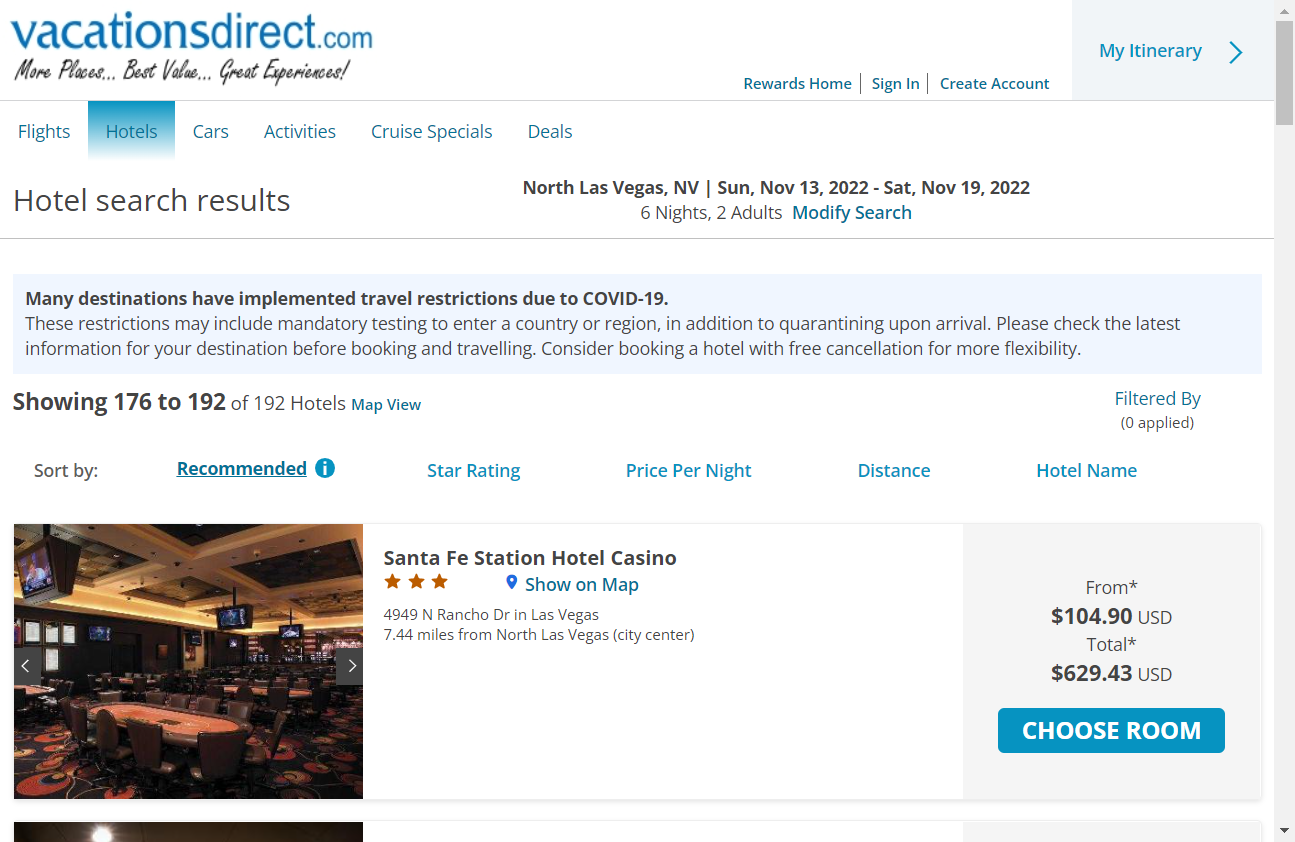 vacationsdirect.com
More Places... Best Value... Great Experiences!
My Itinerary
Rewards Home
Sign In
Create Account
Flights
Hotels
Cars
Activities
Cruise Specials
Deals
Hotel search results
North Las Vegas, NV | Sun, Nov 13, 2022 - Sat, Nov 19, 2022
6 Nights, 2 Adults Modify Search
Many destinations have implemented travel restrictions due to COVID-19.
These restrictions may include mandatory testing to enter a country or region, in addition to quarantining upon arrival. Please check the latest
information for your destination before booking and travelling. Consider booking a hotel with free cancellation for more flexibility.
Showing 176 to 192 of 192 Hotels Map View
Filtered By
(0 applied)
Sort by:
Recommended
Star Rating
Price Per Night
Distance
Hotel Name
Santa Fe Station Hotel Casino
Show on Map
4949 N Rancho Dr in Las Vegas
7.44 miles from North Las Vegas (city center)
From*
$104.90 USD
Total*
$629.43 USD
CHOOSE ROOM